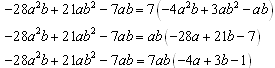 −28a²b + 21ab² − 7ab = 7(−4a²b + 3ab² − ab)
−28a²b + 21ab² − 7ab = ab(−28a + 21b − 7)
−28a²b + 21ab² − 7ab = 7ab(−4a + 3b − 1)